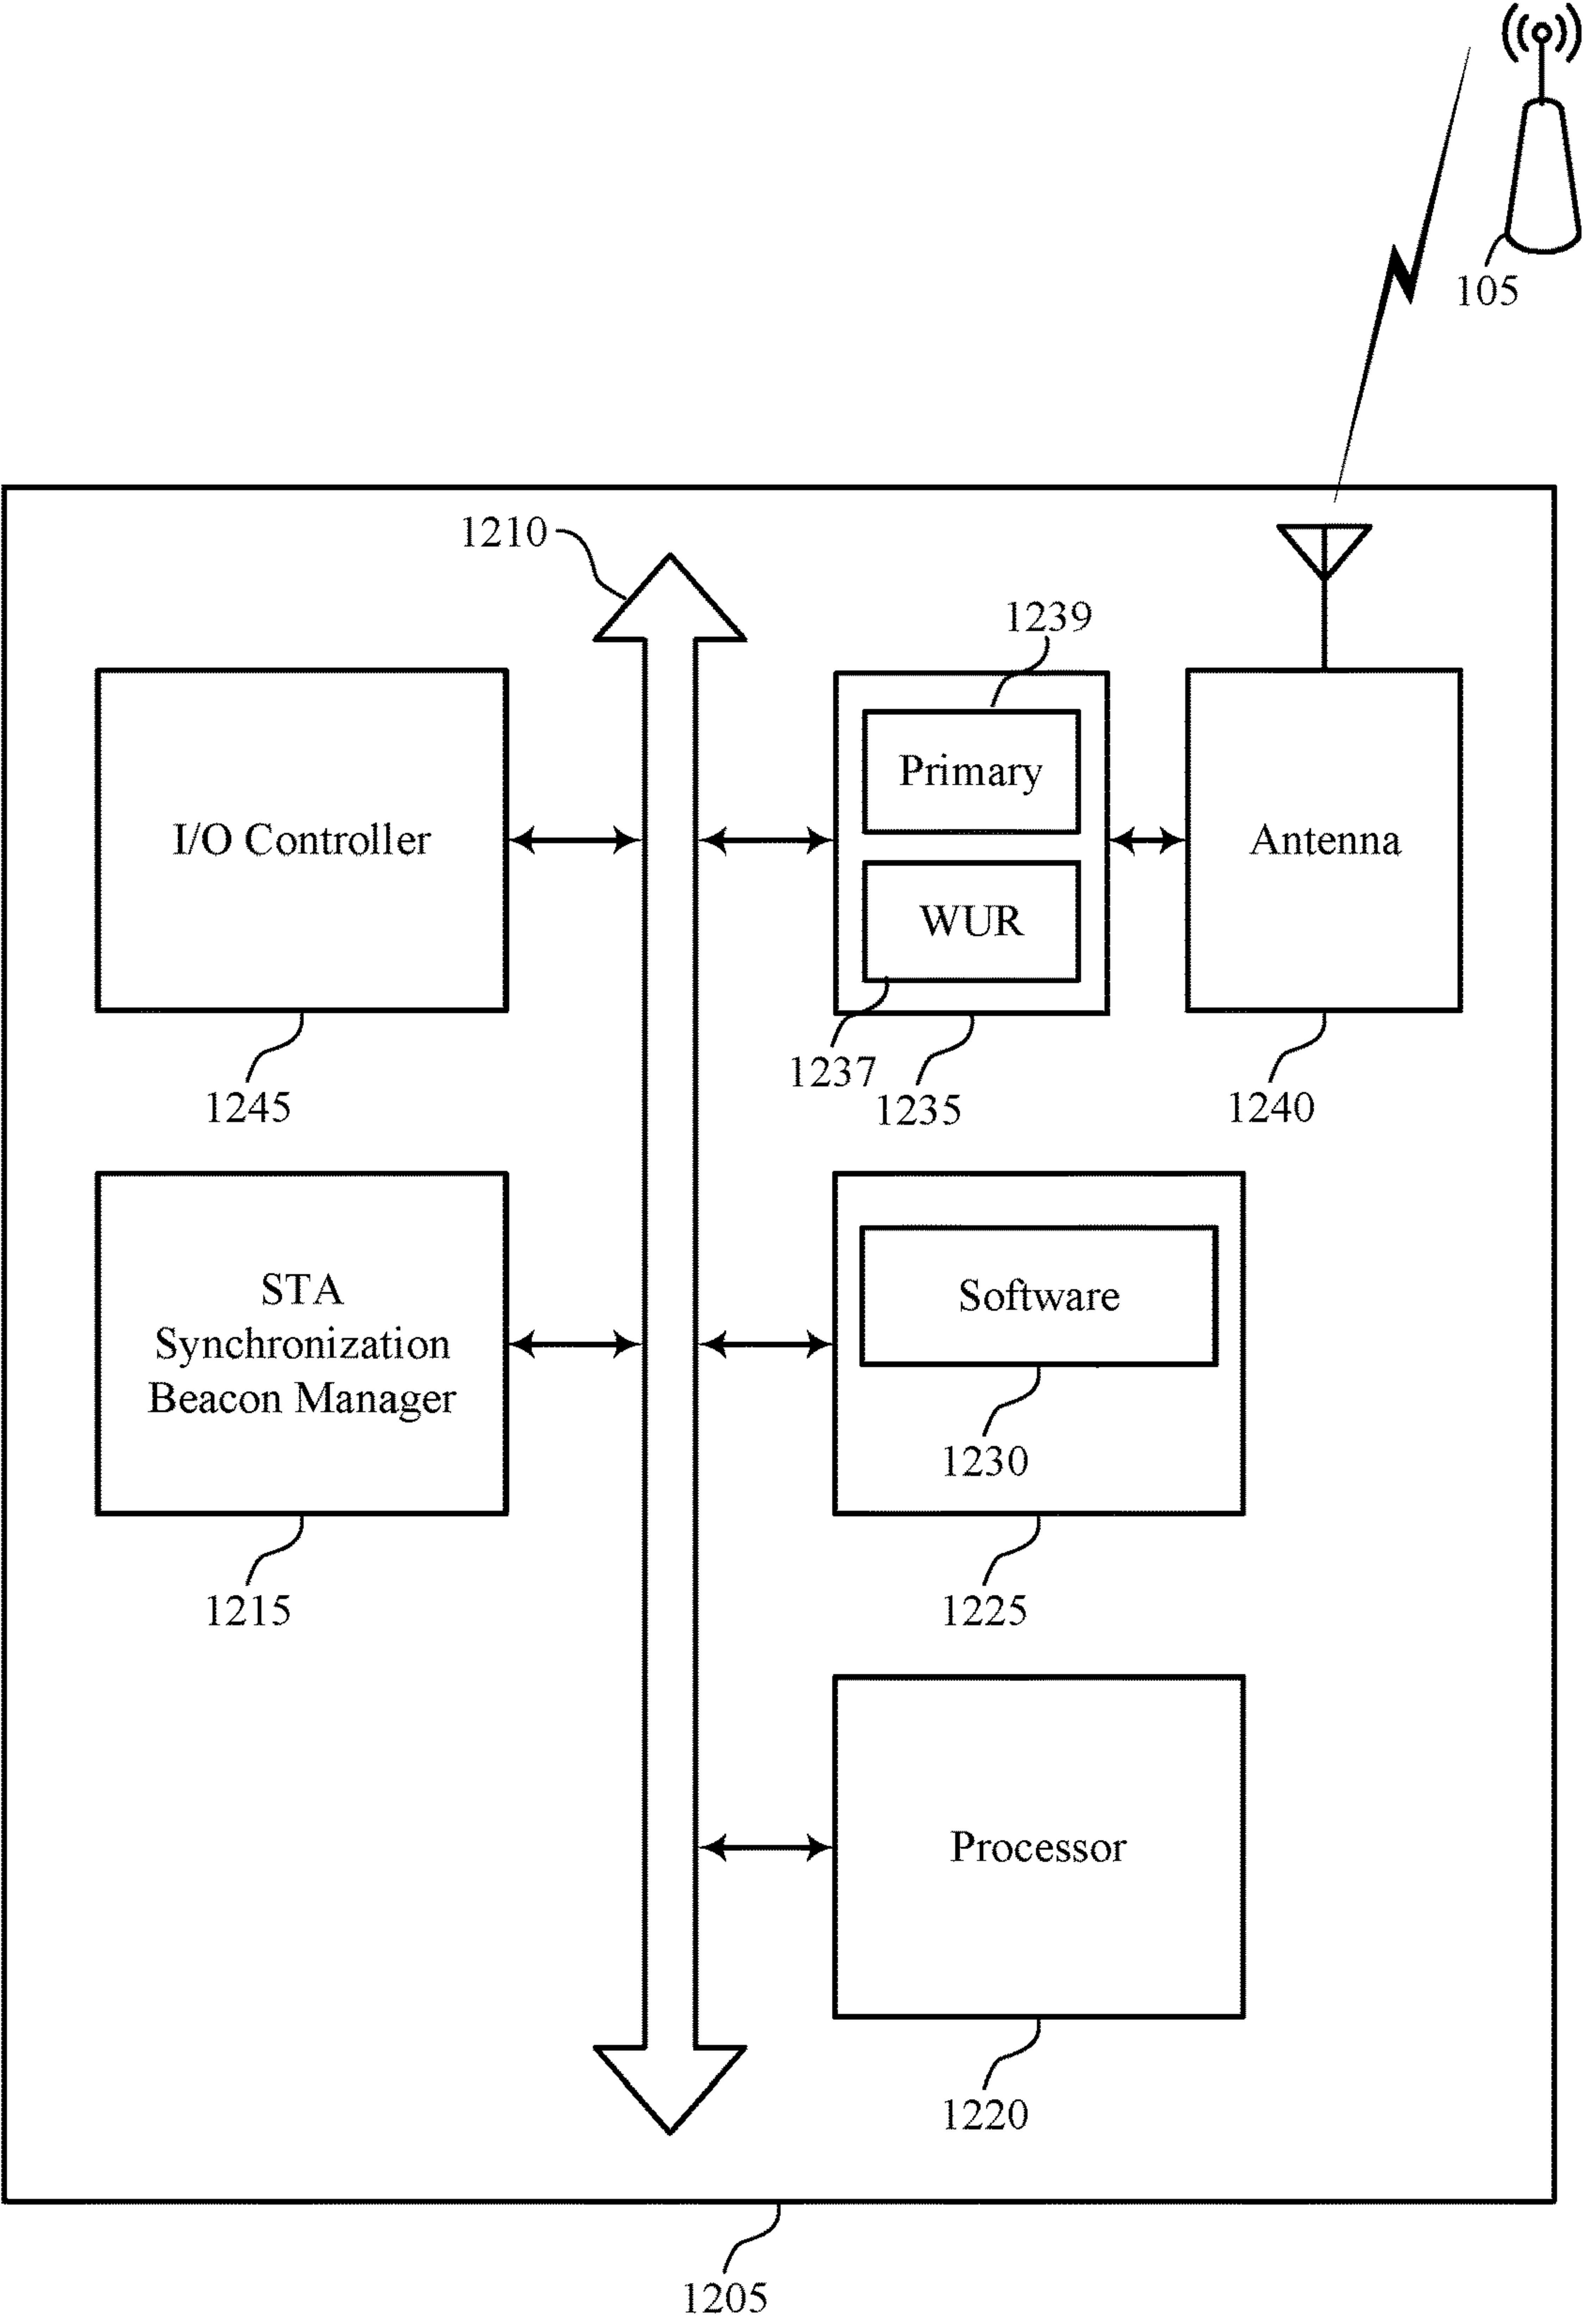 105
1210
1239
Primary
I/O Controller
Antenna
WUR
1237
1245
1235
1240
STA
Synchronization
Beacon Manager
Software
1230
1215
1225
Processor
1220
1205